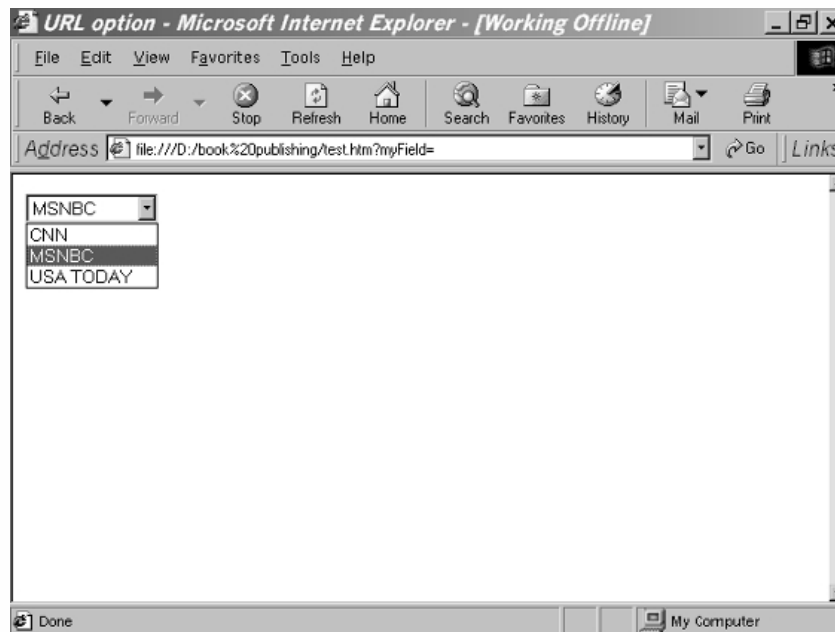 URL option - Microsoft Internet Explorer - [Working Offline]
File Edit View Favorites Tools Help
Back Forward Stop Refresh Home Search Favorites History Mail Print
Address file:///D:/book%20publishing/test.htm?myField= Go Links
MSNBC
CNN
MSNBC
USA TODAY
Done My Computer